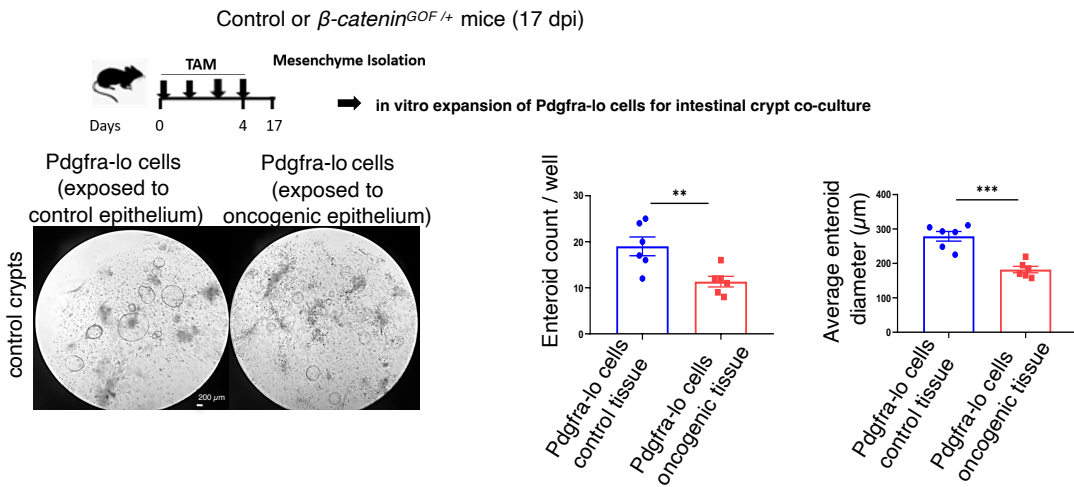 Control or β-catenin^GOF /+ mice (17 dpi)
TAM
Mesenchyme Isolation
in vitro expansion of Pdgfra-lo cells for intestinal crypt co-culture
Days 0 4 17
Pdgfra-lo cells
(exposed to
control epithelium)
Pdgfra-lo cells
(exposed to
oncogenic epithelium)
control crypts
200 µm
Enteroid count / well
30
20
10
0
**
Pdgfra-lo cells
control tissue
Pdgfra-lo cells
oncogenic tissue
Average enteroid
diameter (µm)
400
300
200
100
0
***
Pdgfra-lo cells
control tissue
Pdgfra-lo cells
oncogenic tissue